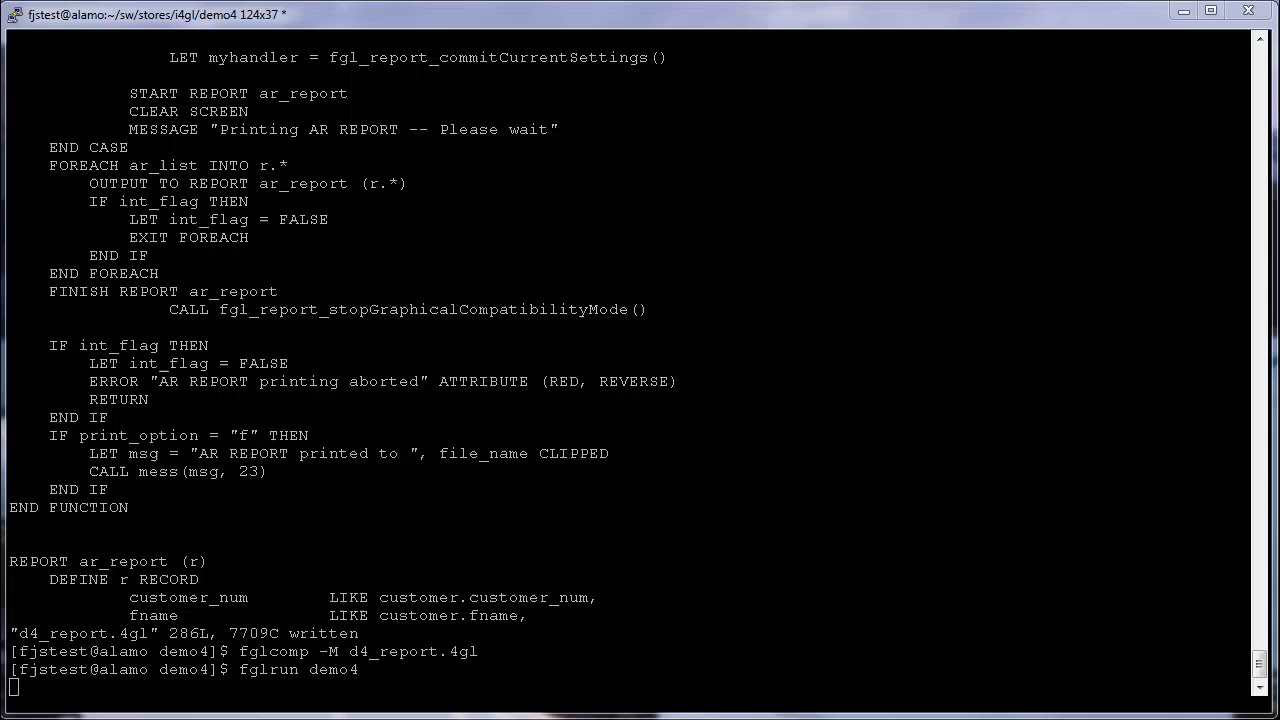 fjstest@alamo:~/sw/stores/i4gl/demo4 124x37 *
LET myhandler = fgl_report_commitCurrentSettings()
START REPORT ar_report
CLEAR SCREEN
MESSAGE "Printing AR REPORT -- Please wait"
END CASE
FOREACH ar_list INTO r.*
OUTPUT TO REPORT ar_report (r.*)
IF int_flag THEN
LET int_flag = FALSE
EXIT FOREACH
END IF
END FOREACH
FINISH REPORT ar_report
CALL fgl_report_stopGraphicalCompatibilityMode()
IF int_flag THEN
LET int_flag = FALSE
ERROR "AR REPORT printing aborted" ATTRIBUTE (RED, REVERSE)
RETURN
END IF
IF print_option = "f" THEN
LET msg = "AR REPORT printed to ", file_name CLIPPED
CALL mess(msg, 23)
END IF
END FUNCTION
REPORT ar_report (r)
DEFINE r RECORD
customer_num LIKE customer.customer_num,
fname LIKE customer.fname,
"d4_report.4gl" 286L, 7709C written
[fjstest@alamo demo4]$ fglcomp -M d4_report.4gl
[fjstest@alamo demo4]$ fglrun demo4